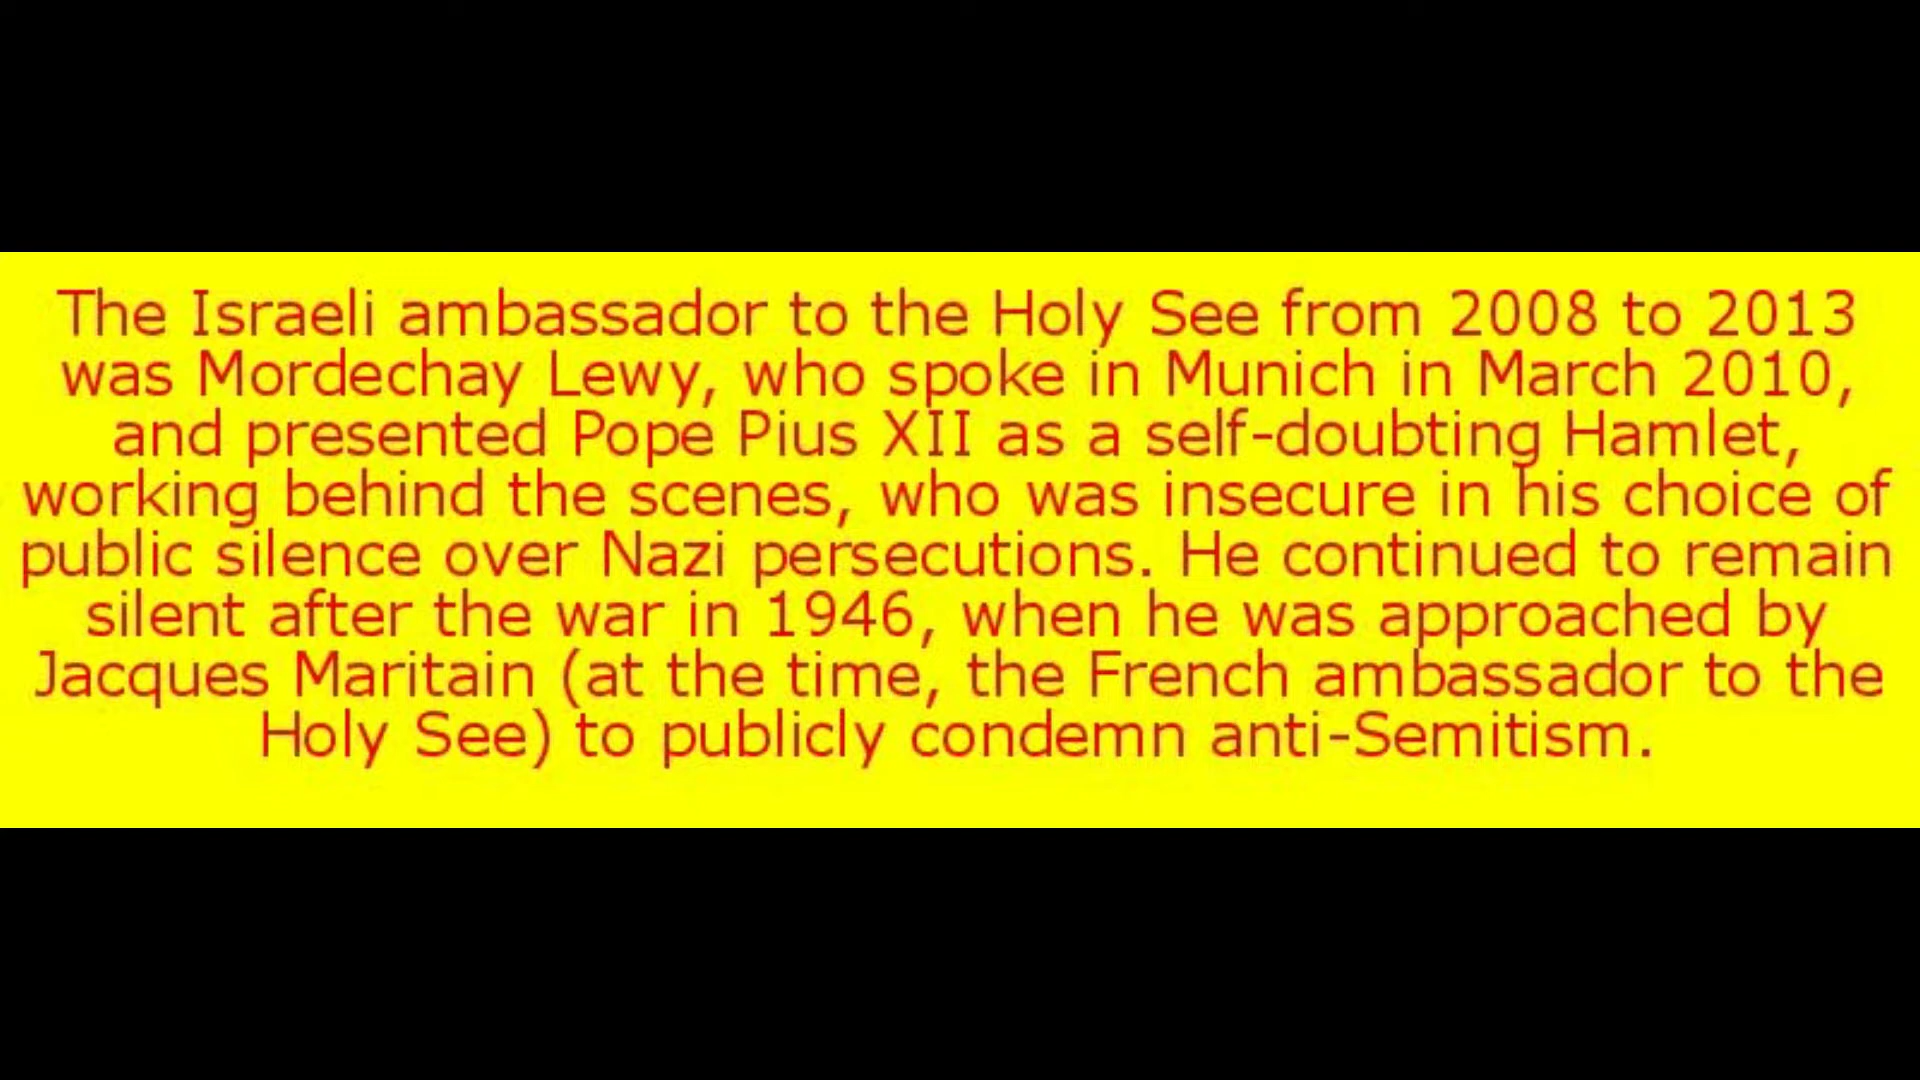 The Israeli ambassador to the Holy See from 2008 to 2013
was Mordechay Lewy, who spoke in Munich in March 2010,
and presented Pope Pius XII as a self-doubting Hamlet,
working behind the scenes, who was insecure in his choice of
public silence over Nazi persecutions. He continued to remain
silent after the war in 1946, when he was approached by
Jacques Maritain (at the time, the French ambassador to the
Holy See) to publicly condemn anti-Semitism.